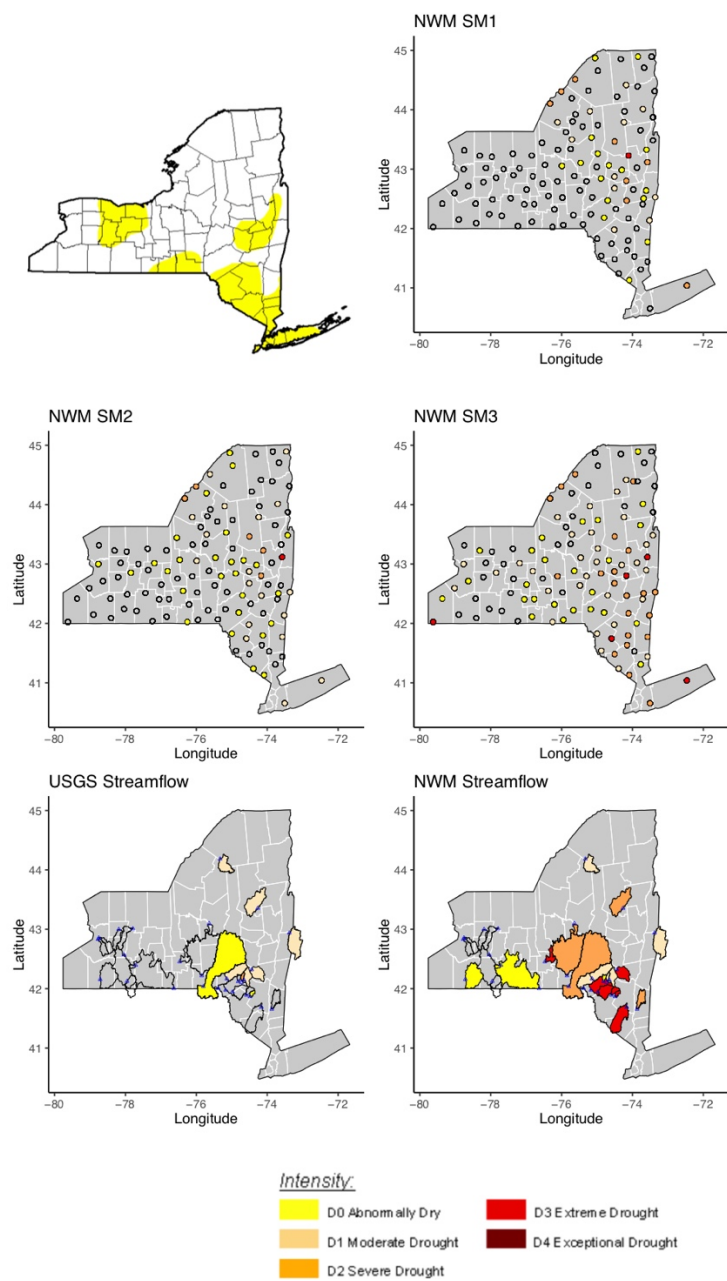 NWM SM1
45
44
43
42
41
Latitude
−80
−78
−76
−74
−72
Longitude
NWM SM2
45
44
43
42
41
Latitude
−80
−78
−76
−74
−72
Longitude
NWM SM3
45
44
43
42
41
Latitude
−80
−78
−76
−74
−72
Longitude
USGS Streamflow
45
44
43
42
41
Latitude
−80
−78
−76
−74
−72
Longitude
NWM Streamflow
45
44
43
42
41
Latitude
−80
−78
−76
−74
−72
Longitude
Intensity:
D0 Abnormally Dry
D1 Moderate Drought
D2 Severe Drought
D3 Extreme Drought
D4 Exceptional Drought